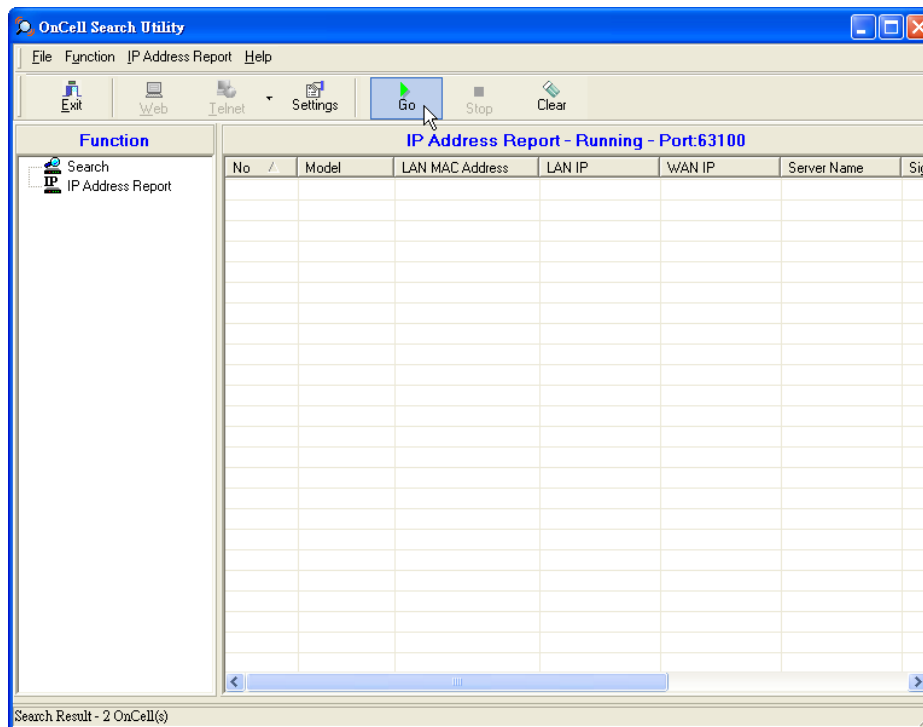 OnCell Search Utility
File Function IP Address Report Help
Exit Web Telnet Settings Go Stop Clear
Function
IP Address Report - Running - Port:63100
Search
IP Address Report
No Model LAN MAC Address LAN IP WAN IP Server Name Sig
Search Result - 2 OnCell(s)